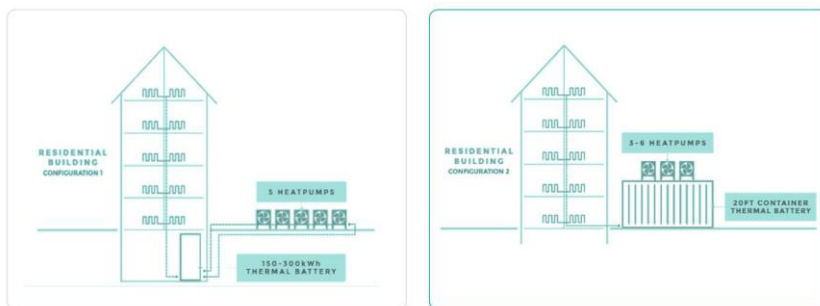 RESIDENTIAL
BUILDING
CONFIGURATION 1
5 HEATPUMPS
150-300kWh
THERMAL BATTERY
RESIDENTIAL
BUILDING
CONFIGURATION 2
3-6 HEATPUMPS
20FT CONTAINER
THERMAL BATTERY